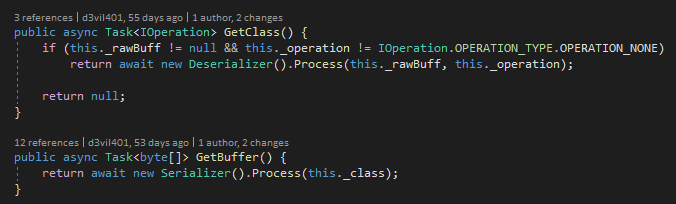 3 references | d3vil401, 55 days ago | 1 author, 2 changes
public async Task<IOperation> GetClass() {
    if (this._rawBuff != null && this._operation != IOperation.OPERATION_TYPE.OPERATION_NONE)
        return await new Deserializer().Process(this._rawBuff, this._operation);

    return null;
}

12 references | d3vil401, 53 days ago | 1 author, 2 changes
public async Task<byte[]> GetBuffer() {
    return await new Serializer().Process(this._class);
}